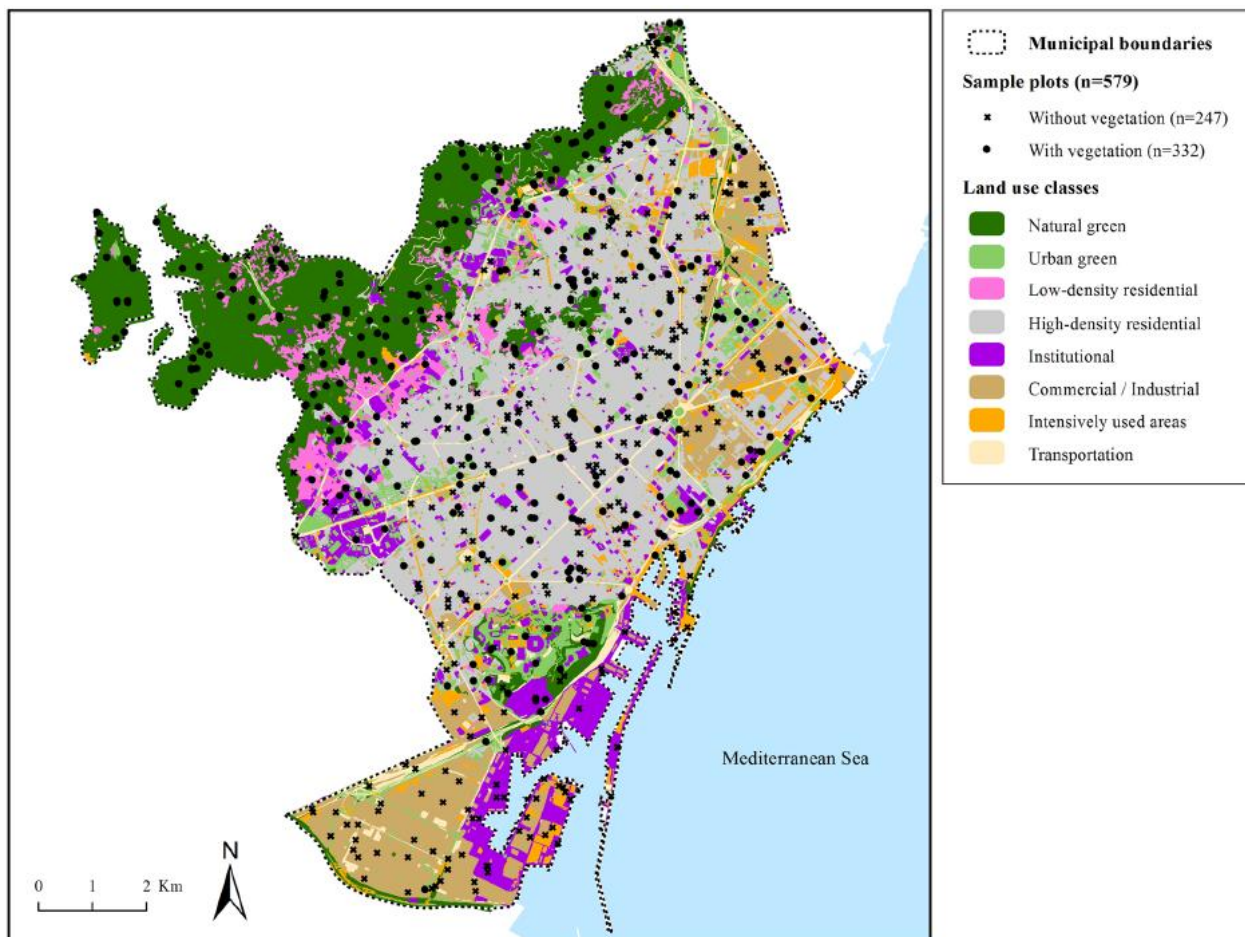 Municipal boundaries
Sample plots (n=579)
Without vegetation (n=247)
With vegetation (n=332)
Land use classes
Natural green
Urban green
Low-density residential
High-density residential
Institutional
Commercial / Industrial
Intensively used areas
Transportation
Mediterranean Sea
N
0 1 2 Km